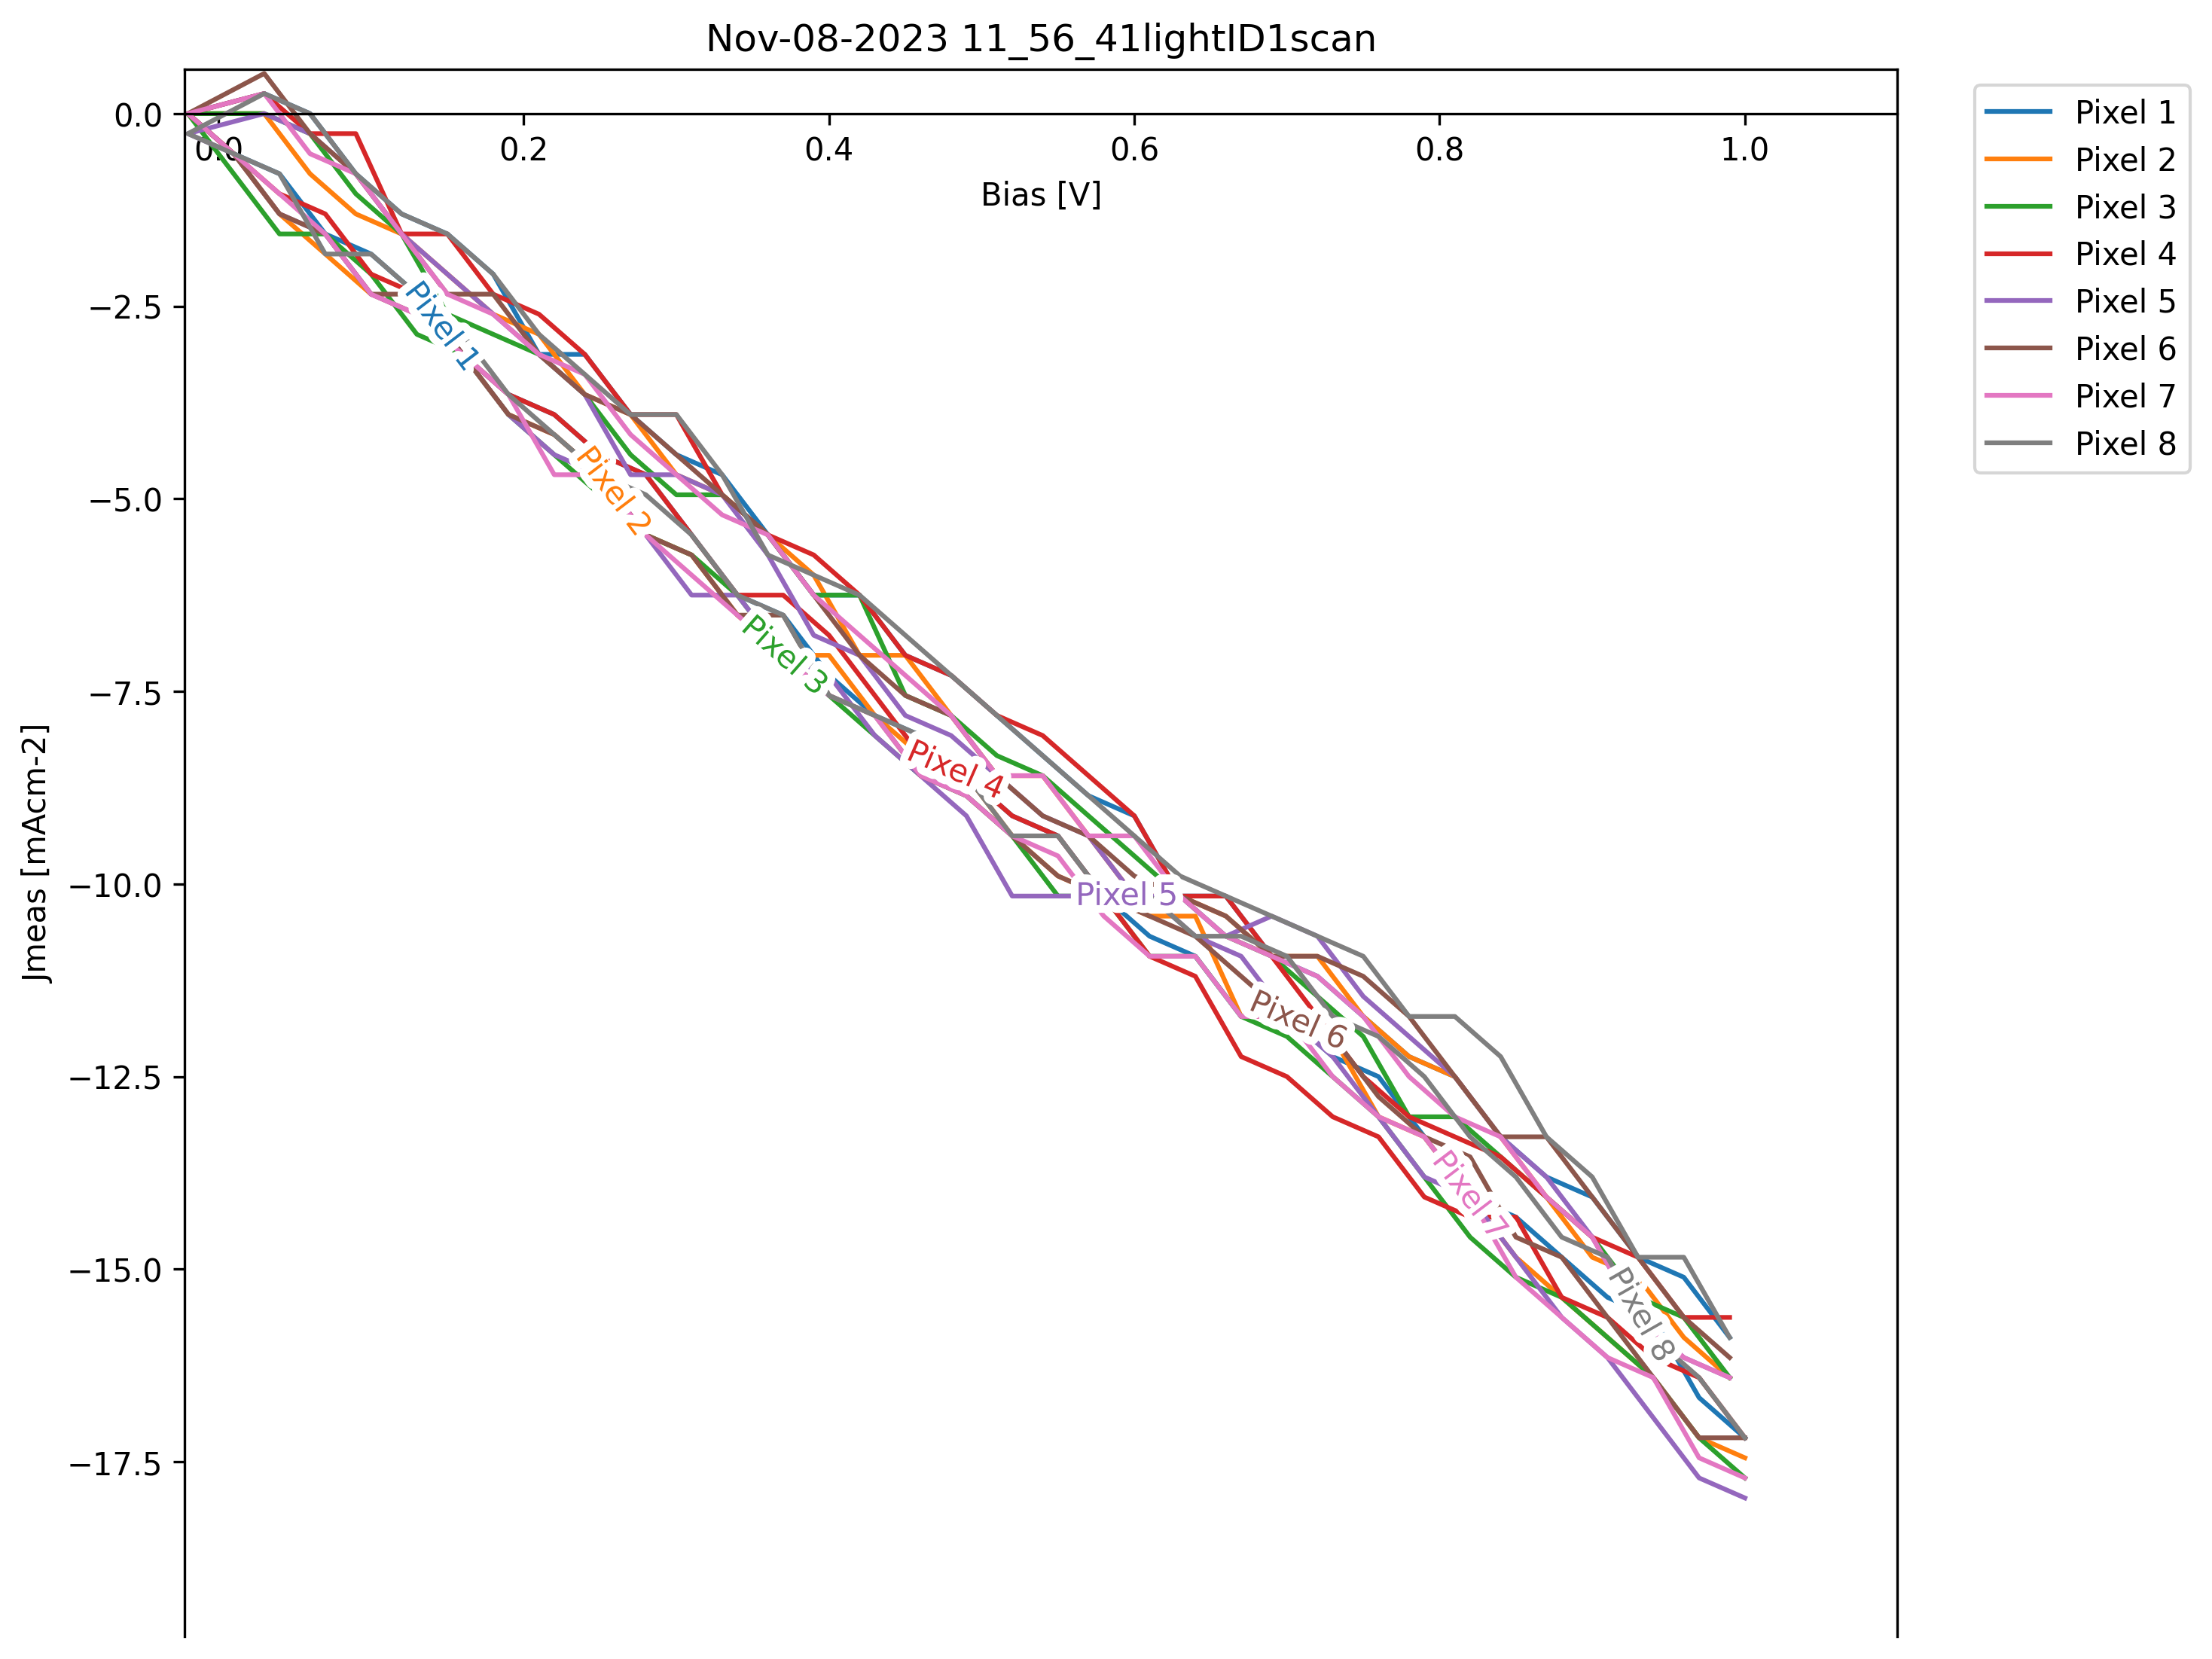 Nov-08-2023 11_56_41lightID1scan
0.0
−2.5
−5.0
−7.5
−10.0
−12.5
−15.0
−17.5
Jmeas [mAcm-2]
0.0 0.2 0.4 0.6 0.8 1.0
Bias [V]
Pixel 1
Pixel 2
Pixel 3
Pixel 4
Pixel 5
Pixel 6
Pixel 7
Pixel 8
Pixel 1
Pixel 2
Pixel 3
Pixel 4
Pixel 5
Pixel 6
Pixel 7
Pixel 8